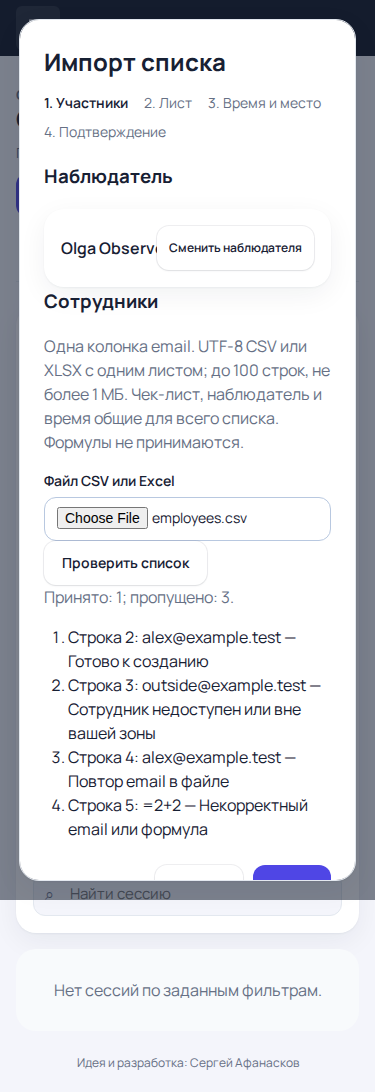 Импорт списка
1. Участники 2. Лист 3. Время и место
4. Подтверждение
Наблюдатель
Olga Observe Сменить наблюдателя
Сотрудники
Одна колонка email. UTF-8 CSV или
XLSX с одним листом; до 100 строк, не
более 1 МБ. Чек-лист, наблюдатель и
время общие для всего списка.
Формулы не принимаются.
Файл CSV или Excel
Choose File employees.csv
Проверить список
Принято: 1; пропущено: 3.
1. Строка 2: alex@example.test —
Готово к созданию
2. Строка 3: outside@example.test —
Сотрудник недоступен или вне
вашей зоны
3. Строка 4: alex@example.test —
Повтор email в файле
4. Строка 5: =2+2 — Некорректный
email или формула
Найти сессию
Нет сессий по заданным фильтрам.
Идея и разработка: Сергей Афанасков